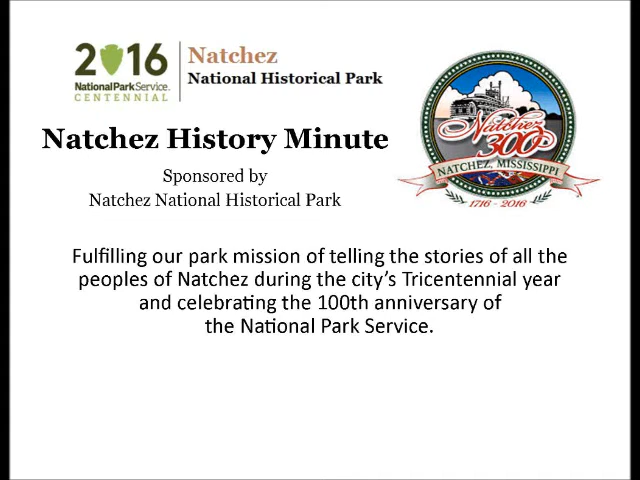 2016
National Park Service®
CENTENNIAL
Natchez
National Historical Park
Natchez
300
NATCHEZ, MISSISSIPPI
1716 - 2016
Natchez History Minute
Sponsored by
Natchez National Historical Park
Fulfilling our park mission of telling the stories of all the
peoples of Natchez during the city's Tricentennial year
and celebrating the 100th anniversary of
the National Park Service.